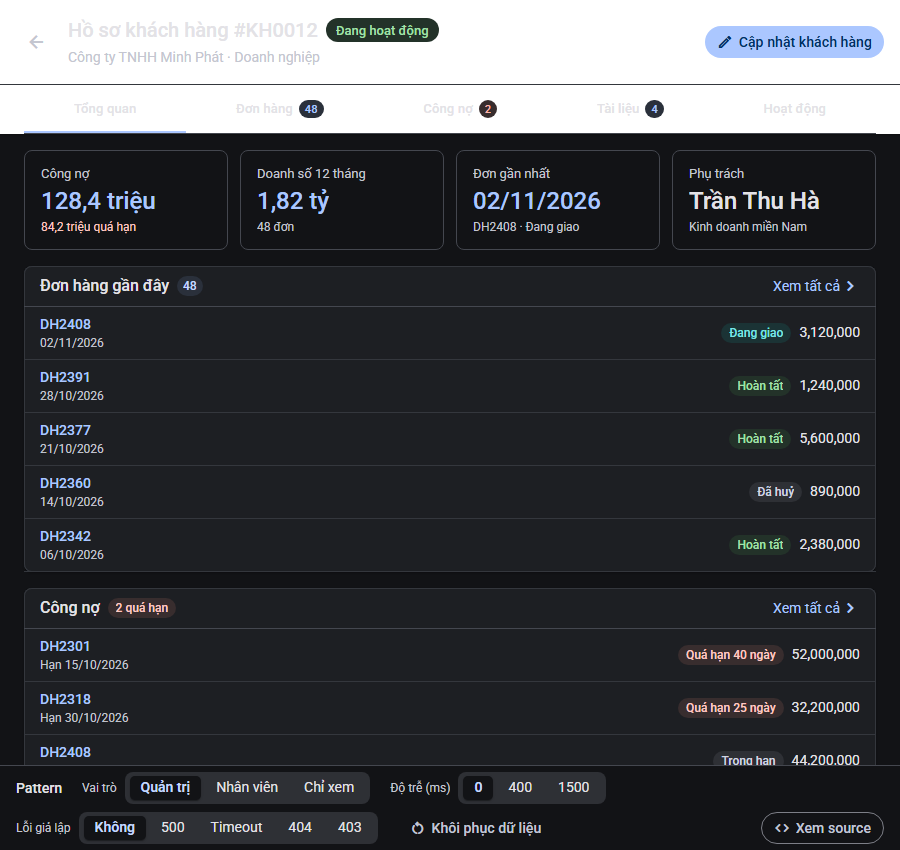 Hồ sơ khách hàng #KH0012 Đang hoạt động
Công ty TNHH Minh Phát · Doanh nghiệp
Cập nhật khách hàng
Tổng quan Đơn hàng 48 Công nợ 2 Tài liệu 4 Hoạt động
Công nợ
128,4 triệu
84,2 triệu quá hạn
Doanh số 12 tháng
1,82 tỷ
48 đơn
Đơn gần nhất
02/11/2026
DH2408 · Đang giao
Phụ trách
Trần Thu Hà
Kinh doanh miền Nam
Đơn hàng gần đây 48 Xem tất cả
DH2408
02/11/2026
Đang giao 3,120,000
DH2391
28/10/2026
Hoàn tất 1,240,000
DH2377
21/10/2026
Hoàn tất 5,600,000
DH2360
14/10/2026
Đã huỷ 890,000
DH2342
06/10/2026
Hoàn tất 2,380,000
Công nợ 2 quá hạn Xem tất cả
DH2301
Hạn 15/10/2026
Quá hạn 40 ngày 52,000,000
DH2318
Hạn 30/10/2026
Quá hạn 25 ngày 32,200,000
DH2408
Trong hạn 44,200,000
Pattern Vai trò Quản trị Nhân viên Chỉ xem Độ trễ (ms) 0 400 1500
Lỗi giả lập Không 500 Timeout 404 403 Khôi phục dữ liệu Xem source